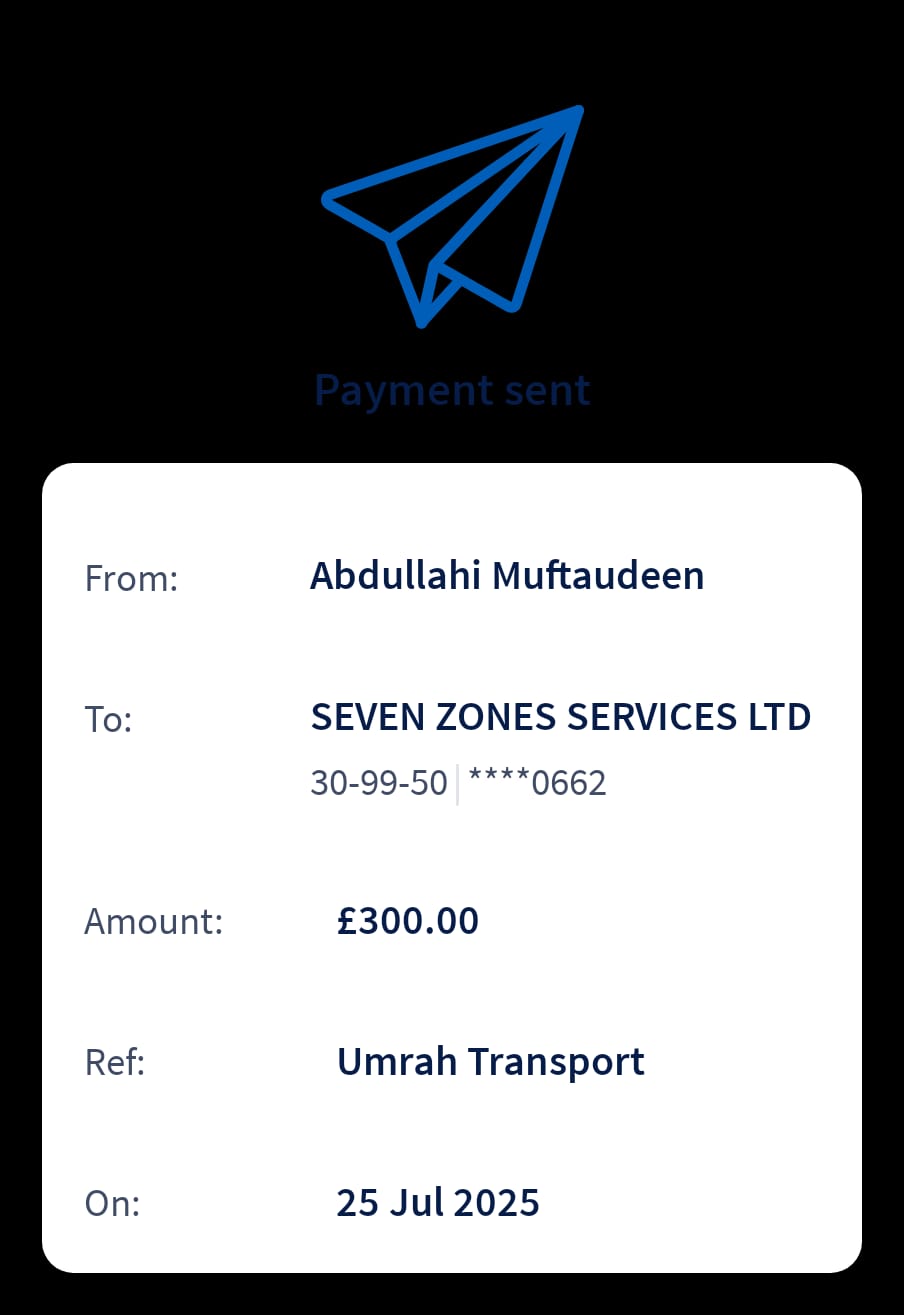 Payment sent
From: Abdullahi Muftaudeen
To: SEVEN ZONES SERVICES LTD
30-99-50 ****0662
Amount: £300.00
Ref: Umrah Transport
On: 25 Jul 2025